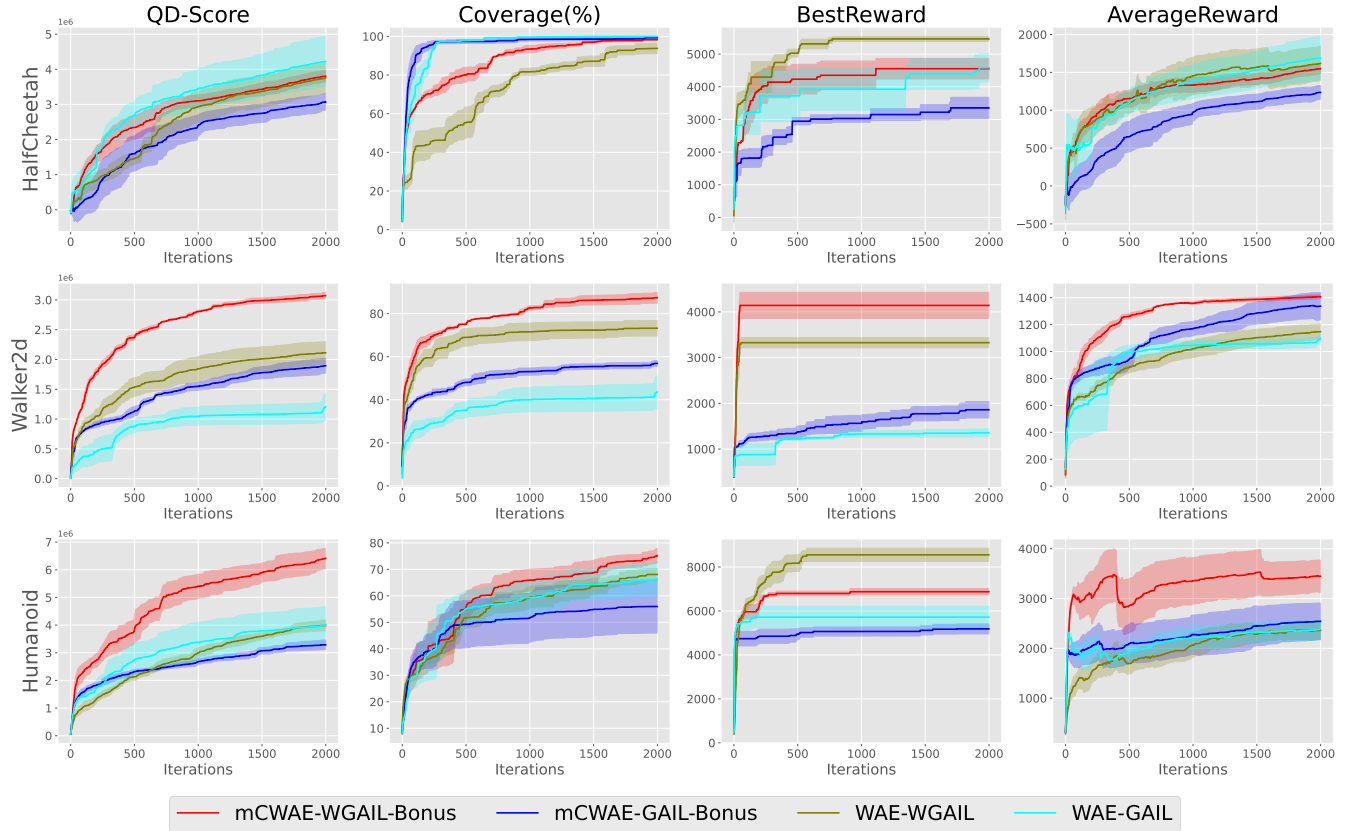 QD-Score Coverage(%) BestReward AverageReward
1e6
HalfCheetah
5 4 3 2 1 0
100 80 60 40 20 0
5000 4000 3000 2000 1000 0
2000 1500 1000 500 0 −500
0 500 1000 1500 2000 0 500 1000 1500 2000 0 500 1000 1500 2000 0 500 1000 1500 2000
Iterations Iterations Iterations Iterations
1e6
Walker2d
3.0 2.5 2.0 1.5 1.0 0.5 0.0
80 60 40 20 0
4000 3000 2000 1000
1400 1200 1000 800 600 400 200 0
0 500 1000 1500 2000 0 500 1000 1500 2000 0 500 1000 1500 2000 0 500 1000 1500 2000
Iterations Iterations Iterations Iterations
1e6
Humanoid
7 6 5 4 3 2 1 0
80 70 60 50 40 30 20 10
8000 6000 4000 2000 0
4000 3000 2000 1000
0 500 1000 1500 2000 0 500 1000 1500 2000 0 500 1000 1500 2000 0 500 1000 1500 2000
Iterations Iterations Iterations Iterations
mCWAE-WGAIL-Bonus mCWAE-GAIL-Bonus WAE-WGAIL WAE-GAIL